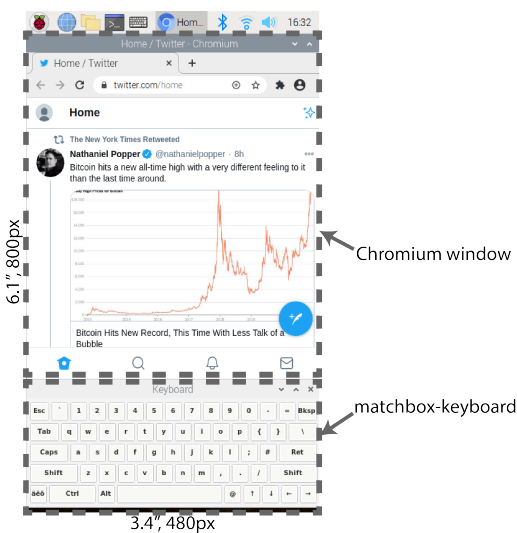 Hom...
16:32
Home / Twitter - Chromium
Home / Twitter × +
twitter.com/home
Home
The New York Times Retweeted
Nathaniel Popper @nathanielpopper · 8h
Bitcoin hits a new all-time high with a very different feeling to it
than the last time around.
Bitcoin Hits New Record, This Time With Less Talk of a
Bubble
Keyboard
Esc ` 1 2 3 4 5 6 7 8 9 0 - = Bksp
Tab q w e r t y u i o p { } \
Caps a s d f g h j k l ; # Ret
Shift z x c v b n m , . / Shift
áéö Ctrl Alt @ ↑ ↓ ← →
6.1”, 800px
3.4”, 480px
Chromium window
matchbox-keyboard